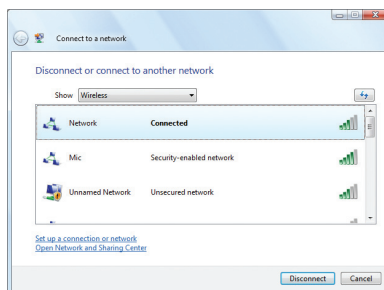 Connect to a network
Disconnect or connect to another network
Show Wireless
Network Connected
Mic Security-enabled network
Unnamed Network Unsecured network
Set up a connection or network
Open Network and Sharing Center
Disconnect Cancel